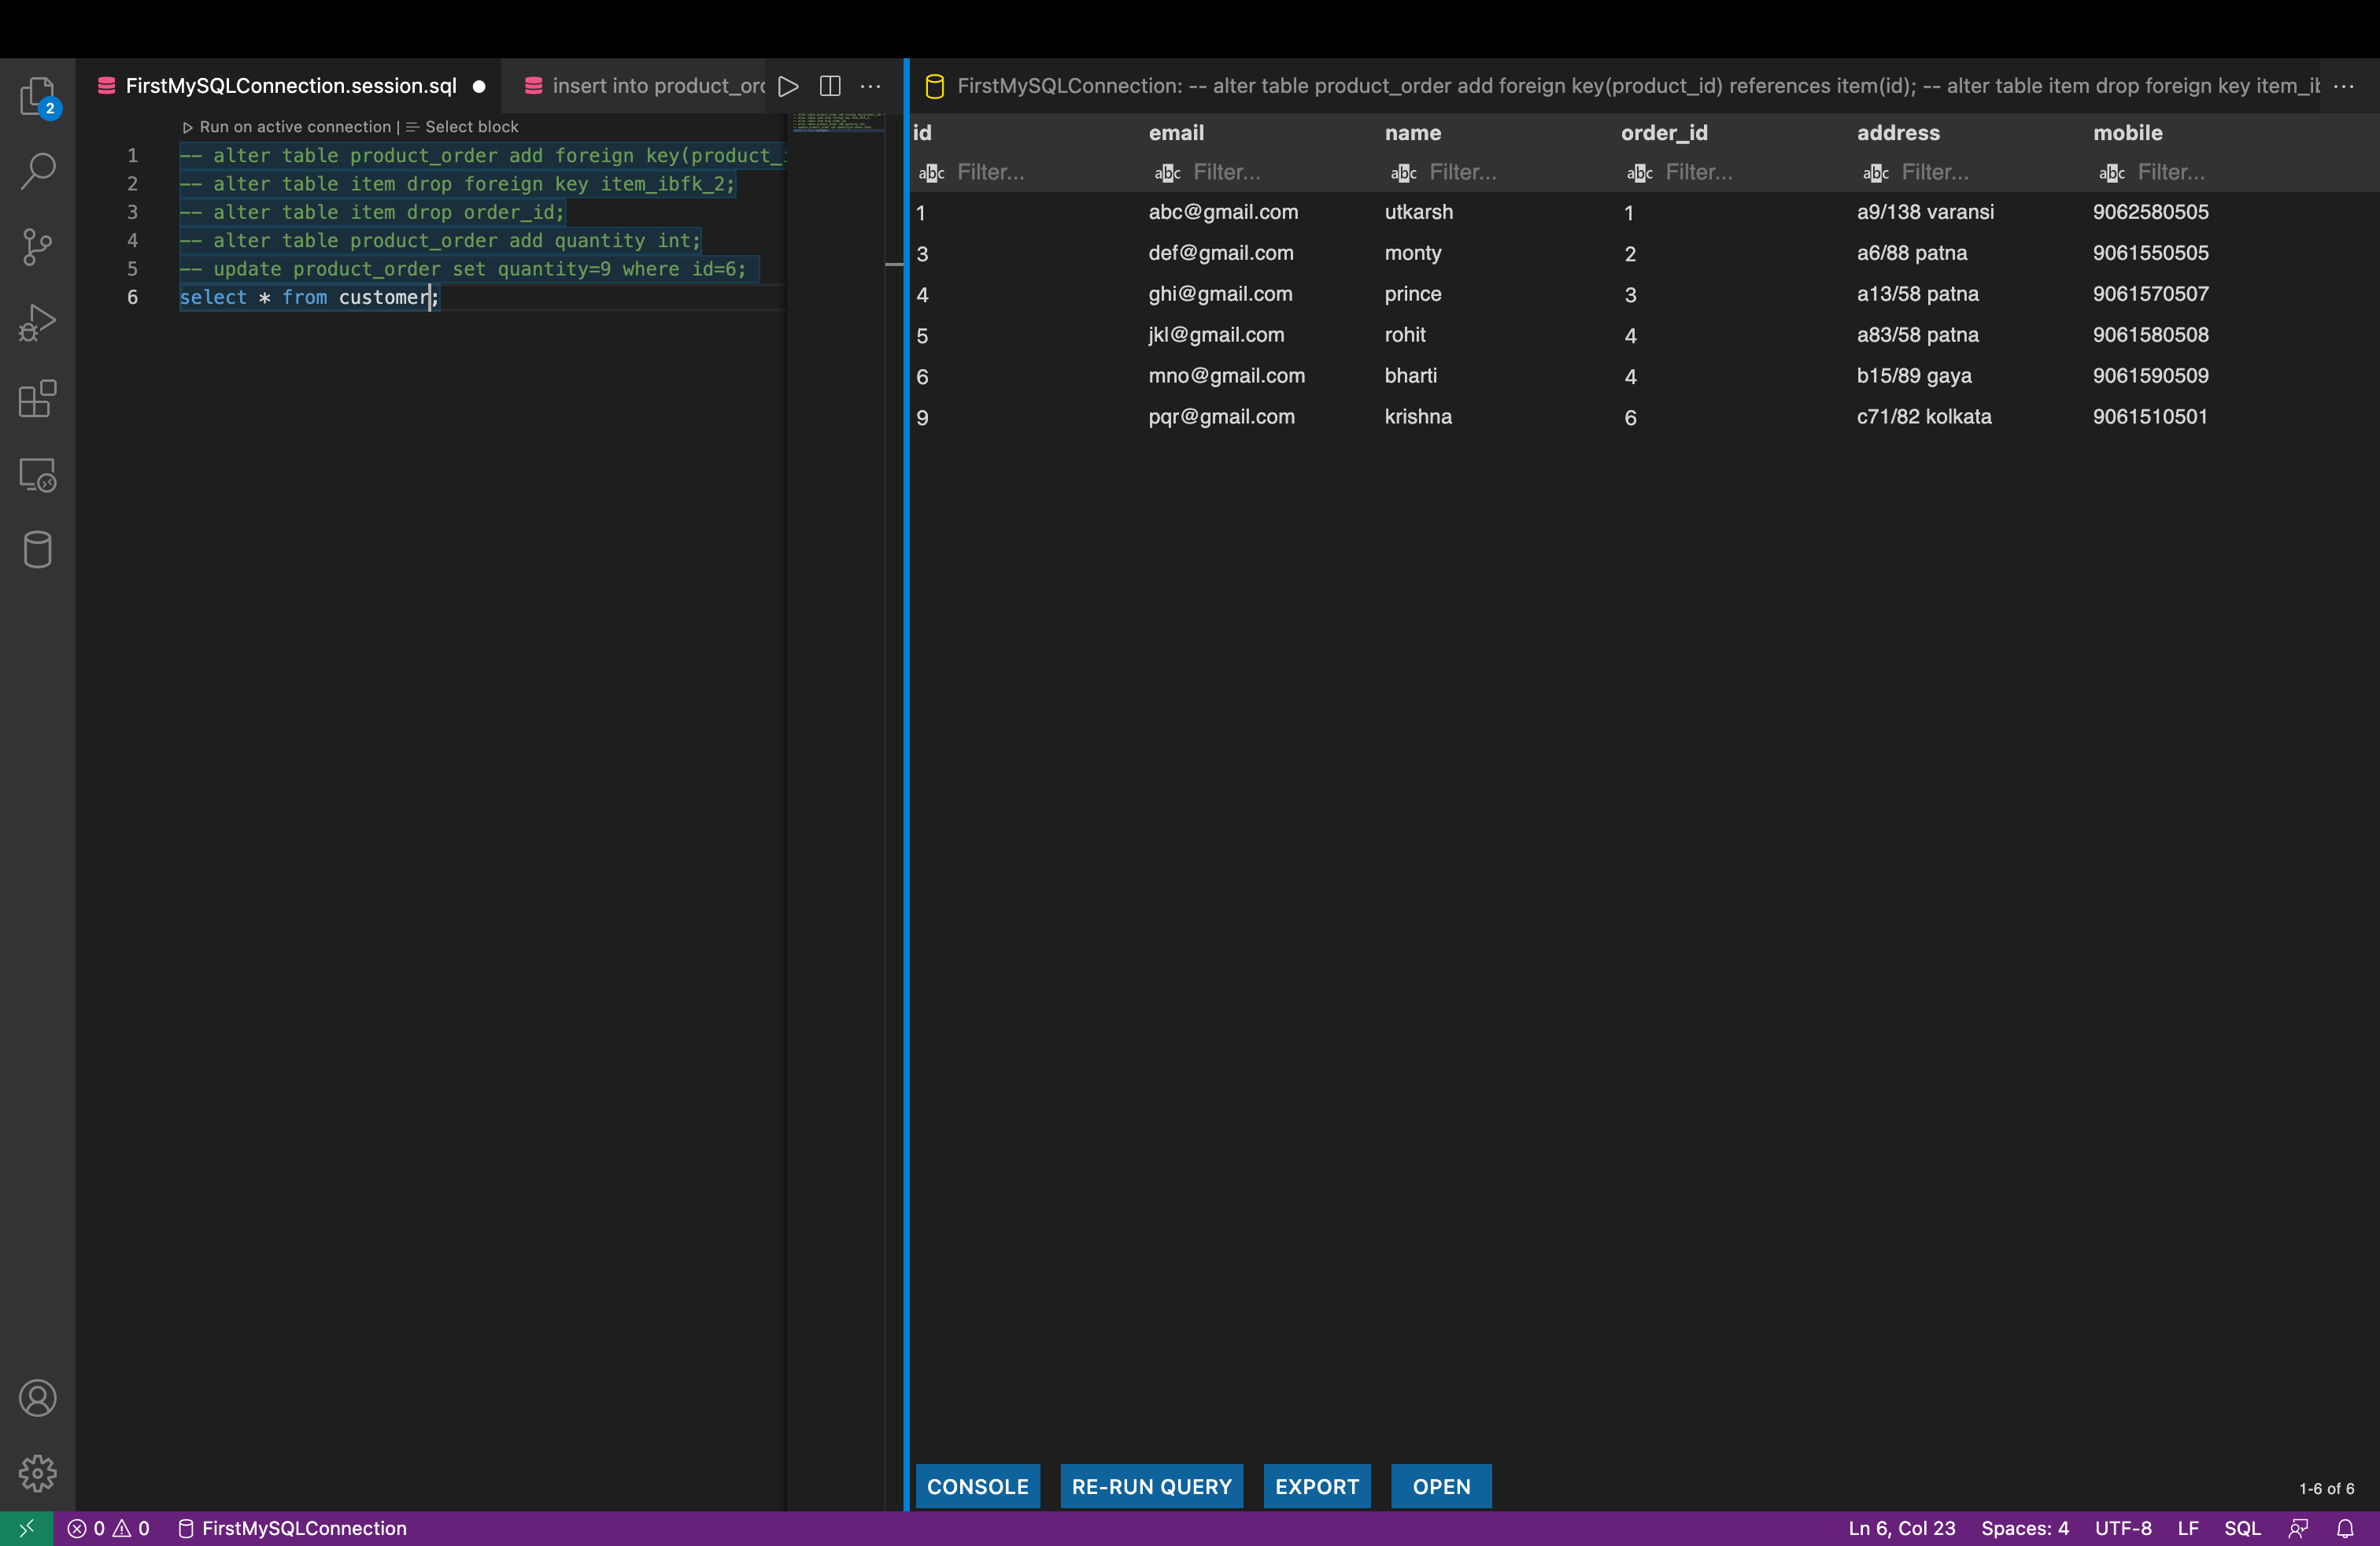 FirstMySQLConnection.session.sql
insert into product_orc
FirstMySQLConnection: -- alter table product_order add foreign key(product_id) references item(id); -- alter table item drop foreign key item_it
2
Run on active connection | Select block
1 -- alter table product_order add foreign key(product_i
2 -- alter table item drop foreign key item_ibfk_2;
3 -- alter table item drop order_id;
4 -- alter table product_order add quantity int;
5 -- update product_order set quantity=9 where id=6;
6 select * from customer;
id email name order_id address mobile
abc Filter... abc Filter... abc Filter... abc Filter... abc Filter... abc Filter...
1 abc@gmail.com utkarsh 1 a9/138 varansi 9062580505
3 def@gmail.com monty 2 a6/88 patna 9061550505
4 ghi@gmail.com prince 3 a13/58 patna 9061570507
5 jkl@gmail.com rohit 4 a83/58 patna 9061580508
6 mno@gmail.com bharti 4 b15/89 gaya 9061590509
9 pqr@gmail.com krishna 6 c71/82 kolkata 9061510501
CONSOLE RE-RUN QUERY EXPORT OPEN 1-6 of 6
0 0 FirstMySQLConnection Ln 6, Col 23 Spaces: 4 UTF-8 LF SQL